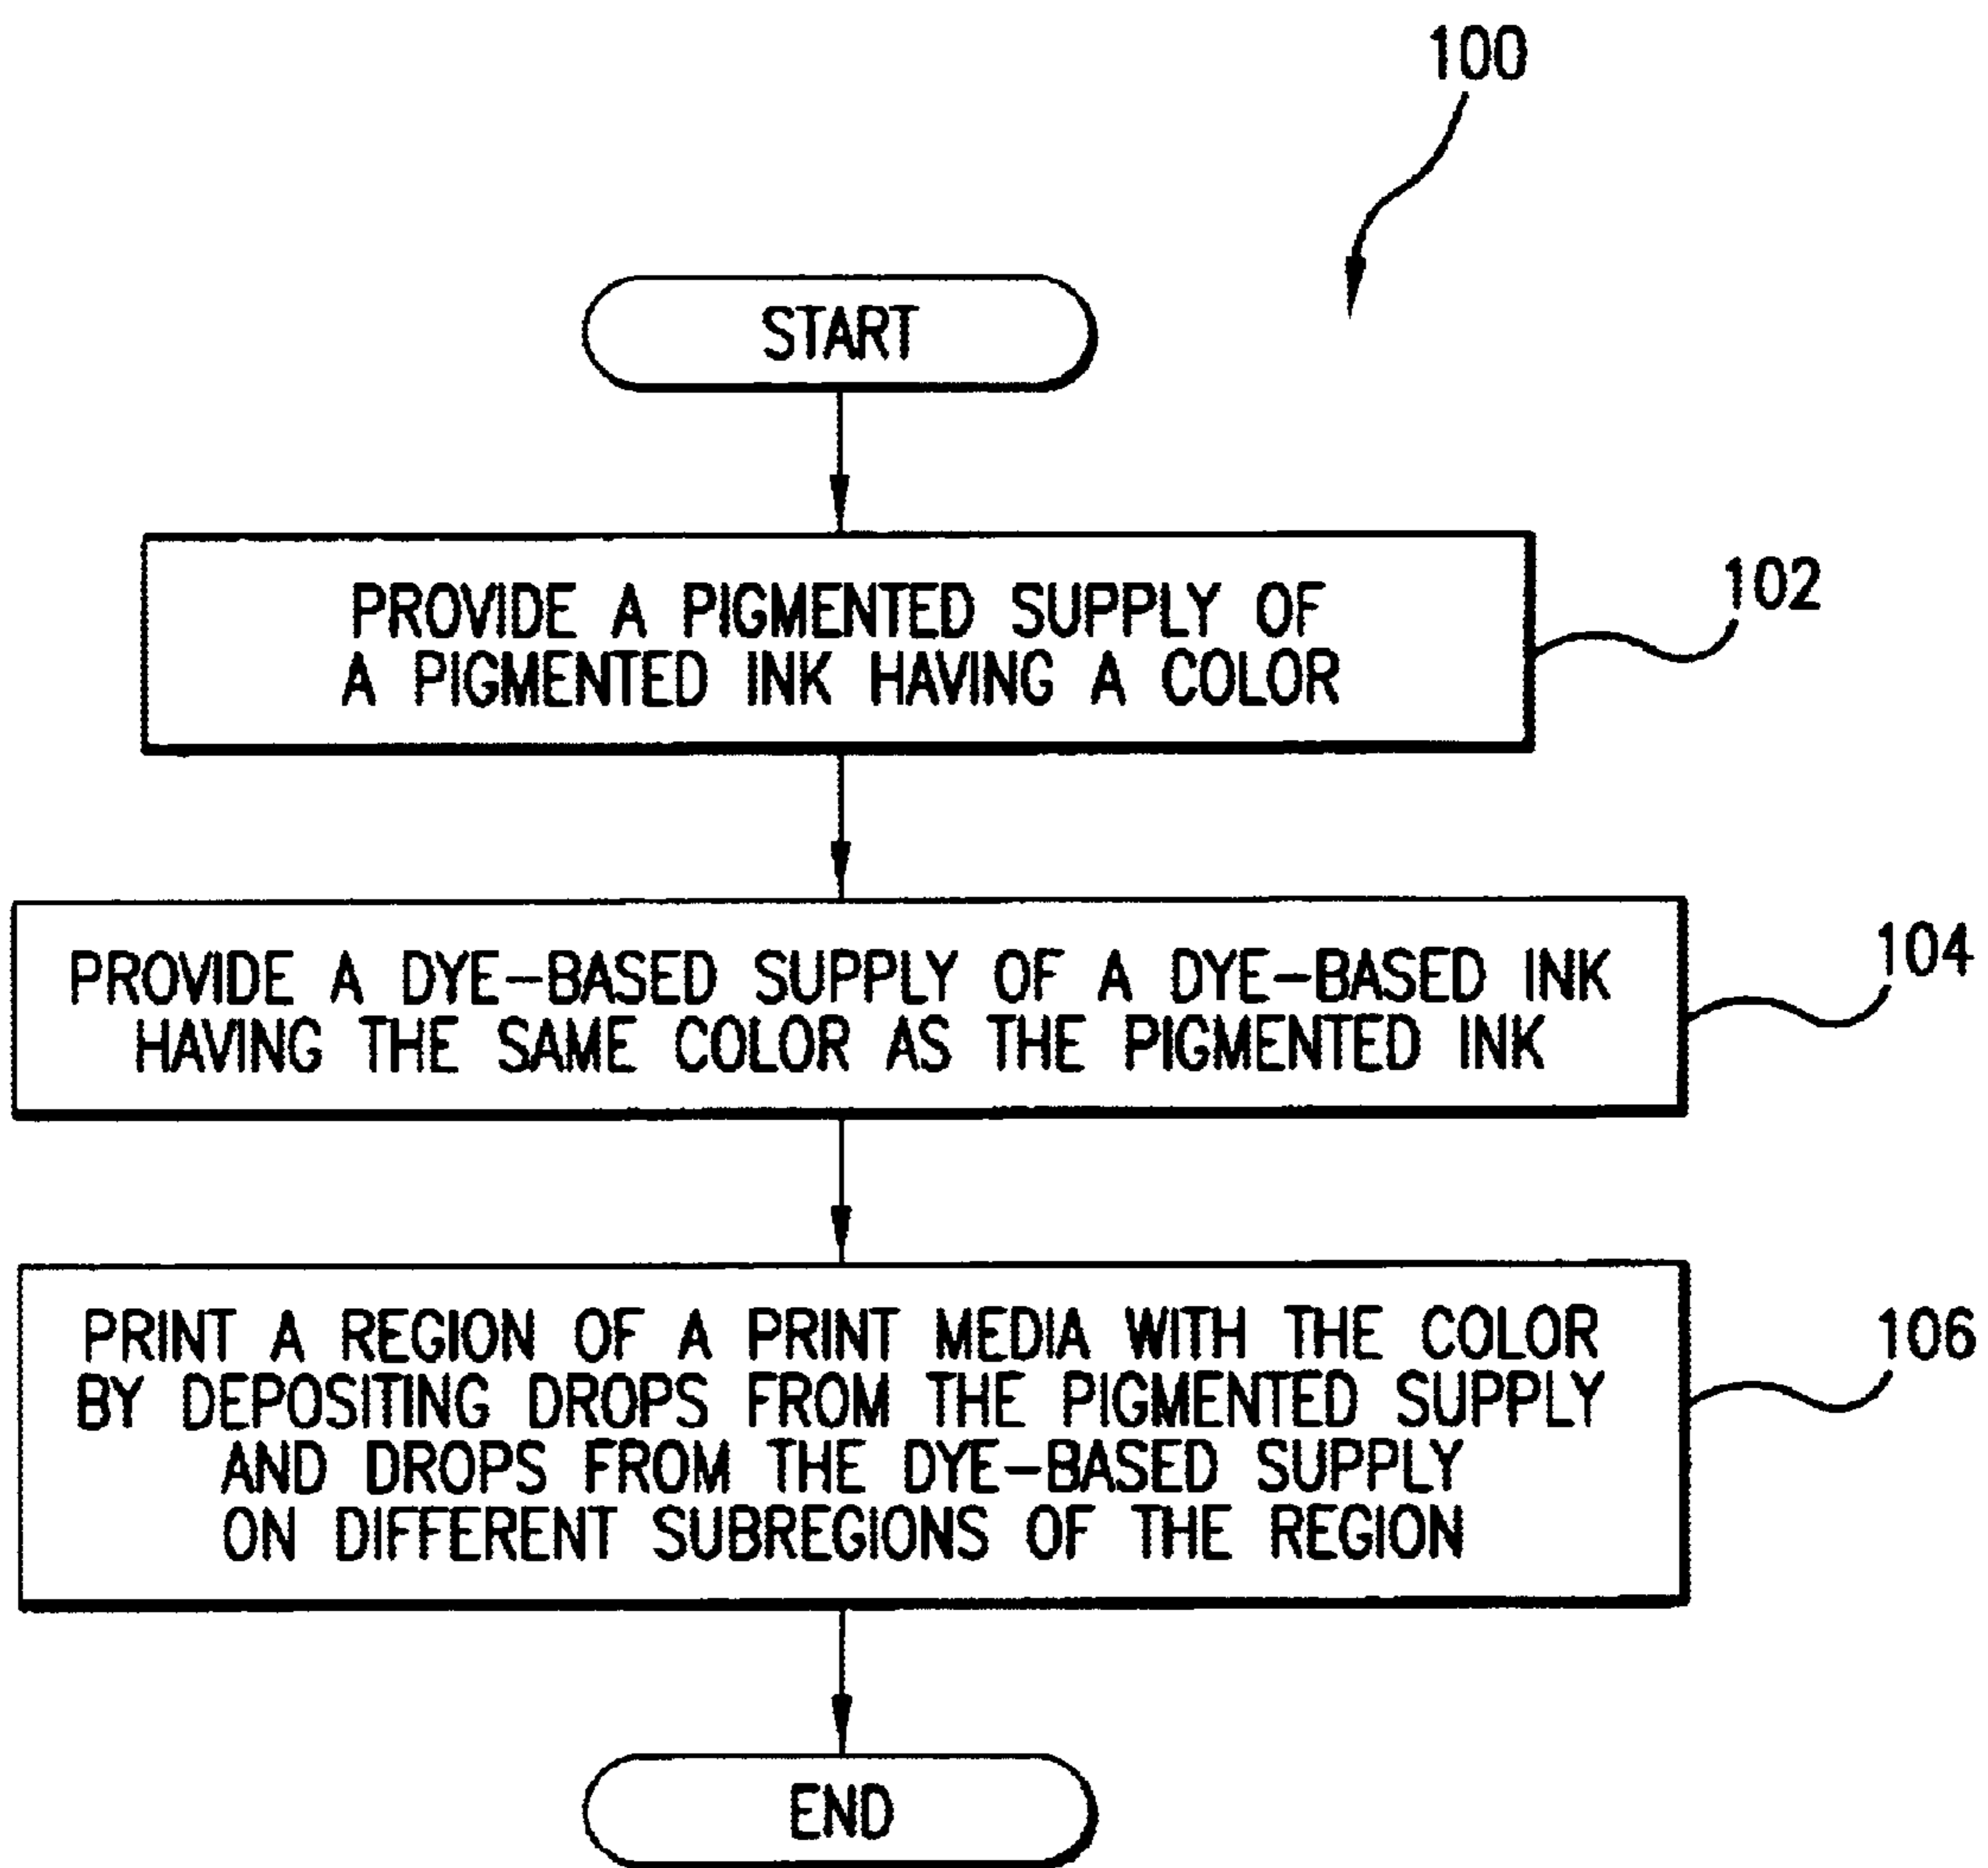 100
START
PROVIDE A PIGMENTED SUPPLY OF
A PIGMENTED INK HAVING A COLOR
102
PROVIDE A DYE-BASED SUPPLY OF A DYE-BASED INK
HAVING THE SAME COLOR AS THE PIGMENTED INK
104
PRINT A REGION OF A PRINT MEDIA WITH THE COLOR
BY DEPOSITING DROPS FROM THE PIGMENTED SUPPLY
AND DROPS FROM THE DYE-BASED SUPPLY
ON DIFFERENT SUBREGIONS OF THE REGION
106
END